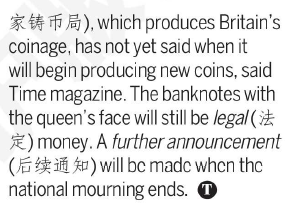 家铸币局), which produces Britain's
coinage, has not yet said when it
will begin producing new coins, said
Time magazine. The banknotes with
the queen's face will still be legal (法
定) money. A further announcement
(后续通知) will be made when the
national mourning ends. T